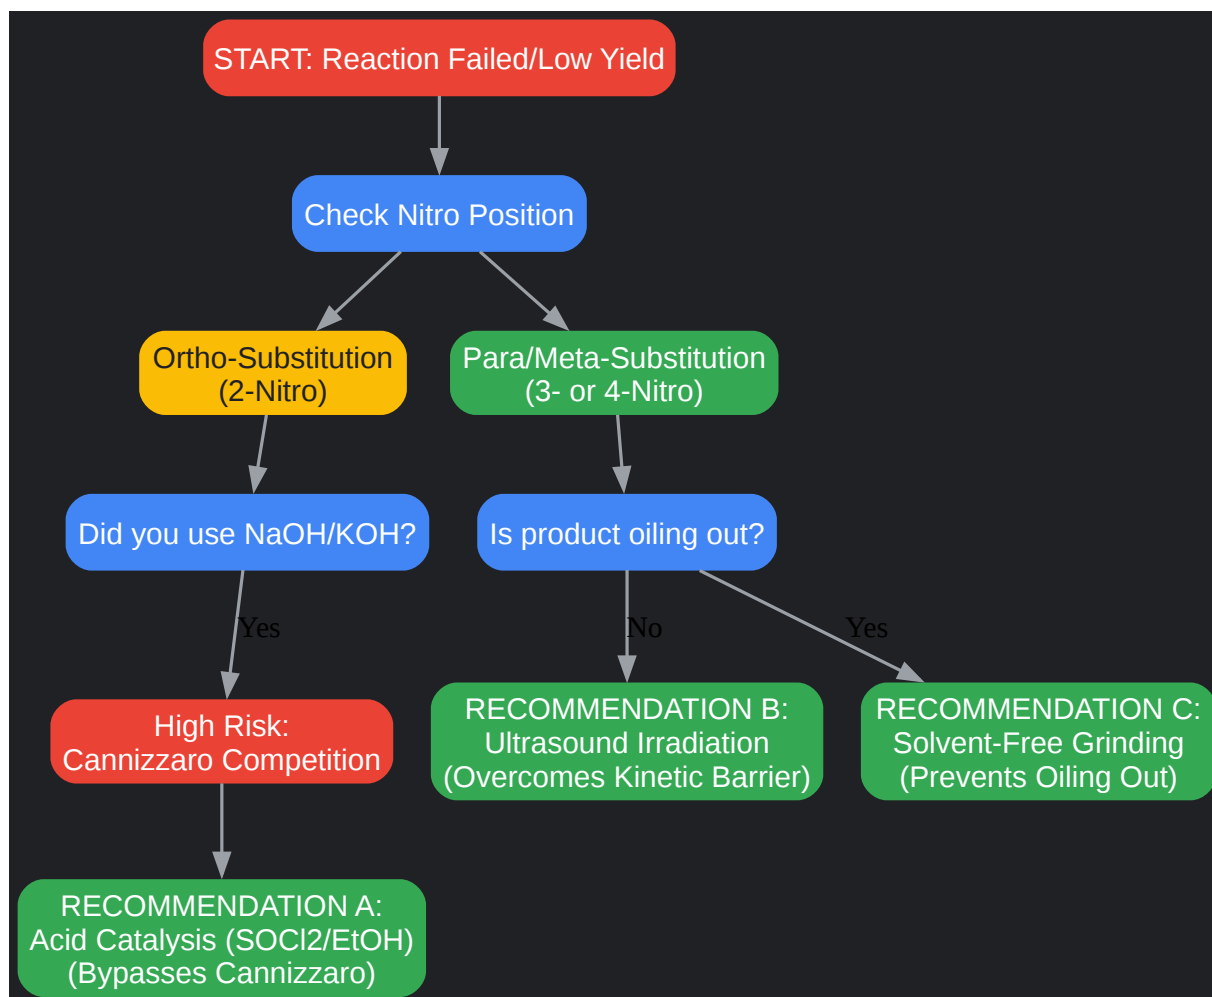 START: Reaction Failed/Low Yield
Check Nitro Position
Ortho-Substitution
(2-Nitro)
Para/Meta-Substitution
(3- or 4-Nitro)
Did you use NaOH/KOH?
Is product oiling out?
Yes
No
Yes
High Risk:
Cannizzaro Competition
RECOMMENDATION B:
Ultrasound Irradiation
(Overcomes Kinetic Barrier)
RECOMMENDATION C:
Solvent-Free Grinding
(Prevents Oiling Out)
RECOMMENDATION A:
Acid Catalysis (SOCl2/EtOH)
(Bypasses Cannizzaro)